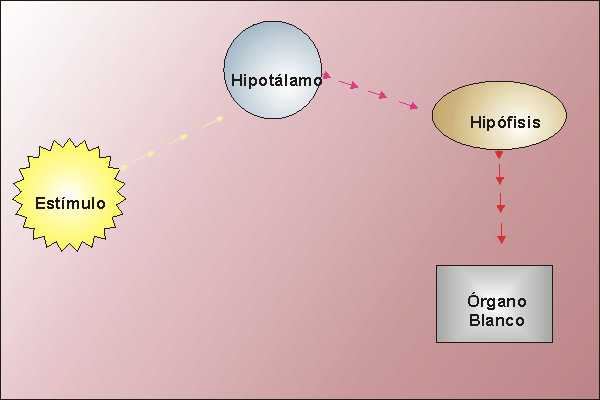 Hipotálamo
Hipófisis
Estímulo
Órgano
Blanco